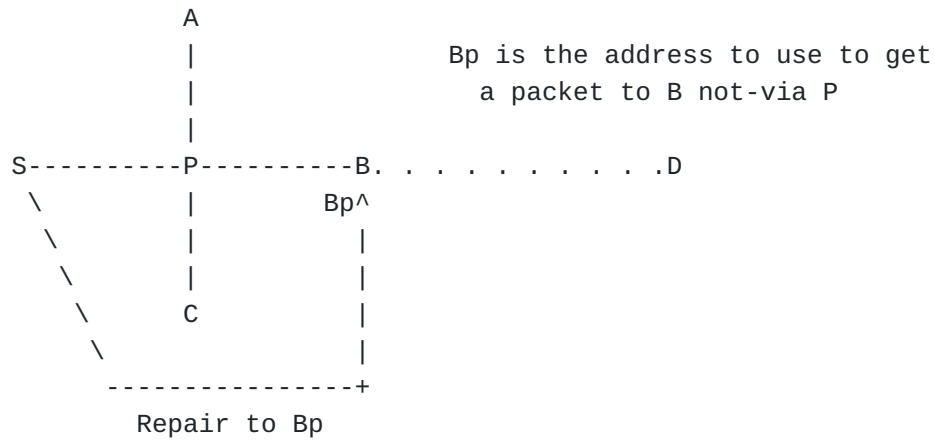 A
Bp is the address to use to get
a packet to B not-via P
S----------P----------B. . . . . . . . . .D
Bp^
C
----------------+
Repair to Bp